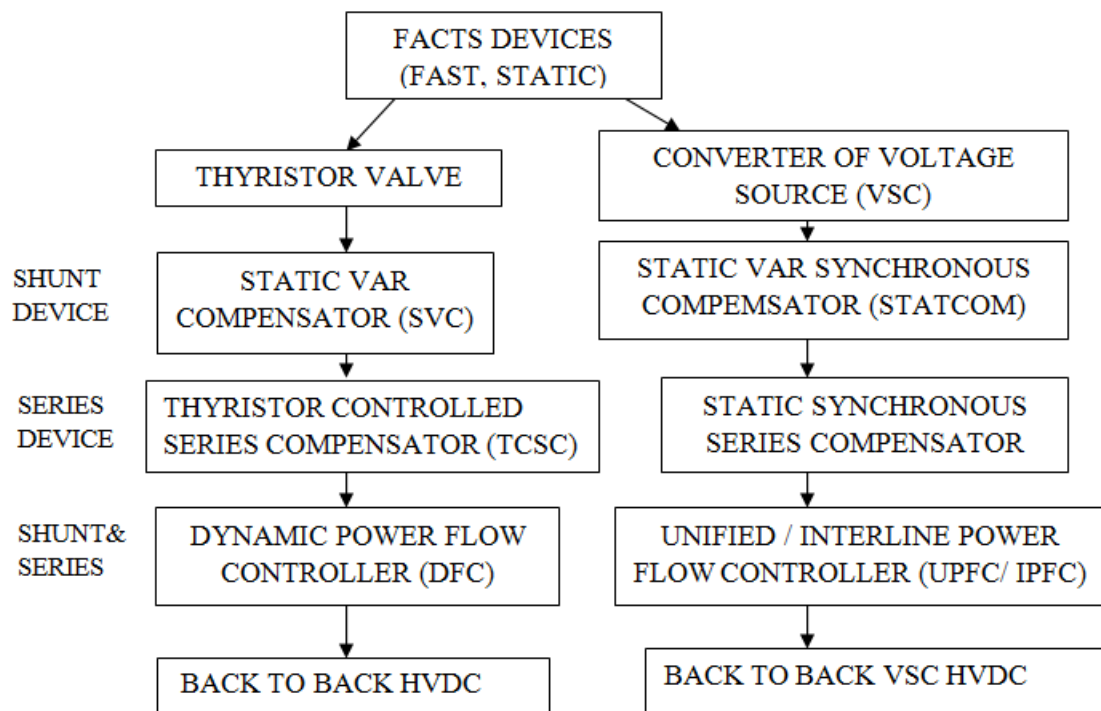 FACTS DEVICES
(FAST, STATIC)
THYRISTOR VALVE
CONVERTER OF VOLTAGE
SOURCE (VSC)
SHUNT
DEVICE
STATIC VAR
COMPENSATOR (SVC)
STATIC VAR SYNCHRONOUS
COMPEMSATOR (STATCOM)
SERIES
DEVICE
THYRISTOR CONTROLLED
SERIES COMPENSATOR (TCSC)
STATIC SYNCHRONOUS
SERIES COMPENSATOR
SHUNT&
SERIES
DYNAMIC POWER FLOW
CONTROLLER (DFC)
UNIFIED / INTERLINE POWER
FLOW CONTROLLER (UPFC/ IPFC)
BACK TO BACK HVDC
BACK TO BACK VSC HVDC